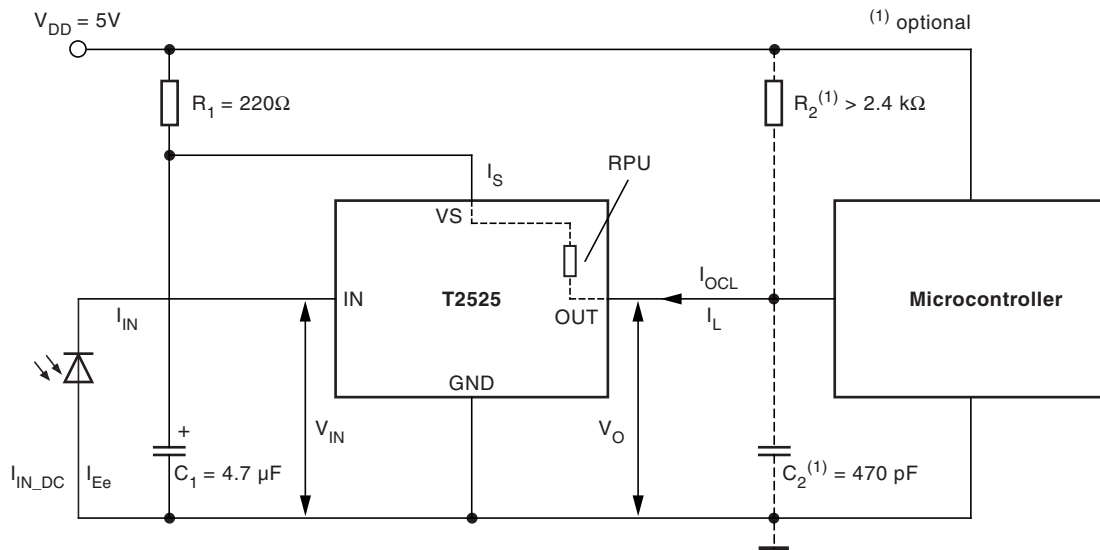 V_DD = 5V
(1) optional
R_1 = 220Ω
R_2^(1) > 2.4 kΩ
RPU
I_S
VS
I_OCL
IN
T2525
Microcontroller
I_IN
OUT
I_L
GND
V_IN
V_O
+
I_IN_DC
I_Ee
C_1 = 4.7 µF
C_2^(1) = 470 pF